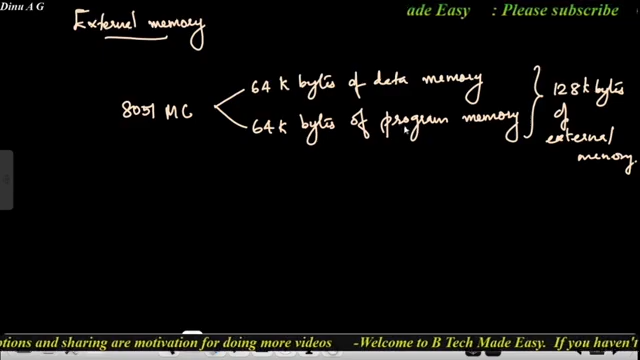 Dinu A G
ade Easy : Please subscribe
External memory
8051 MC
64 k bytes of data memory
64 k bytes of program memory
128k bytes
of
external
memory.
ptions and sharing are motivation for doing more videos -Welcome to B Tech Made Easy. If you haven'